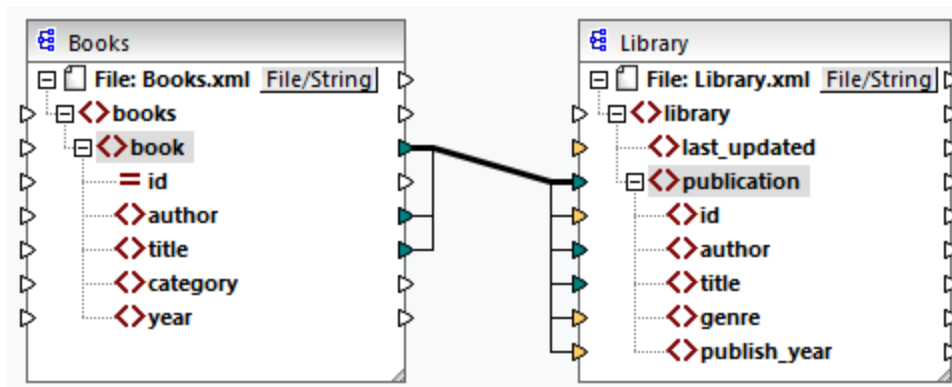 Books
File: Books.xml File/String
books
book
id
author
title
category
year
Library
File: Library.xml File/String
library
last_updated
publication
id
author
title
genre
publish_year